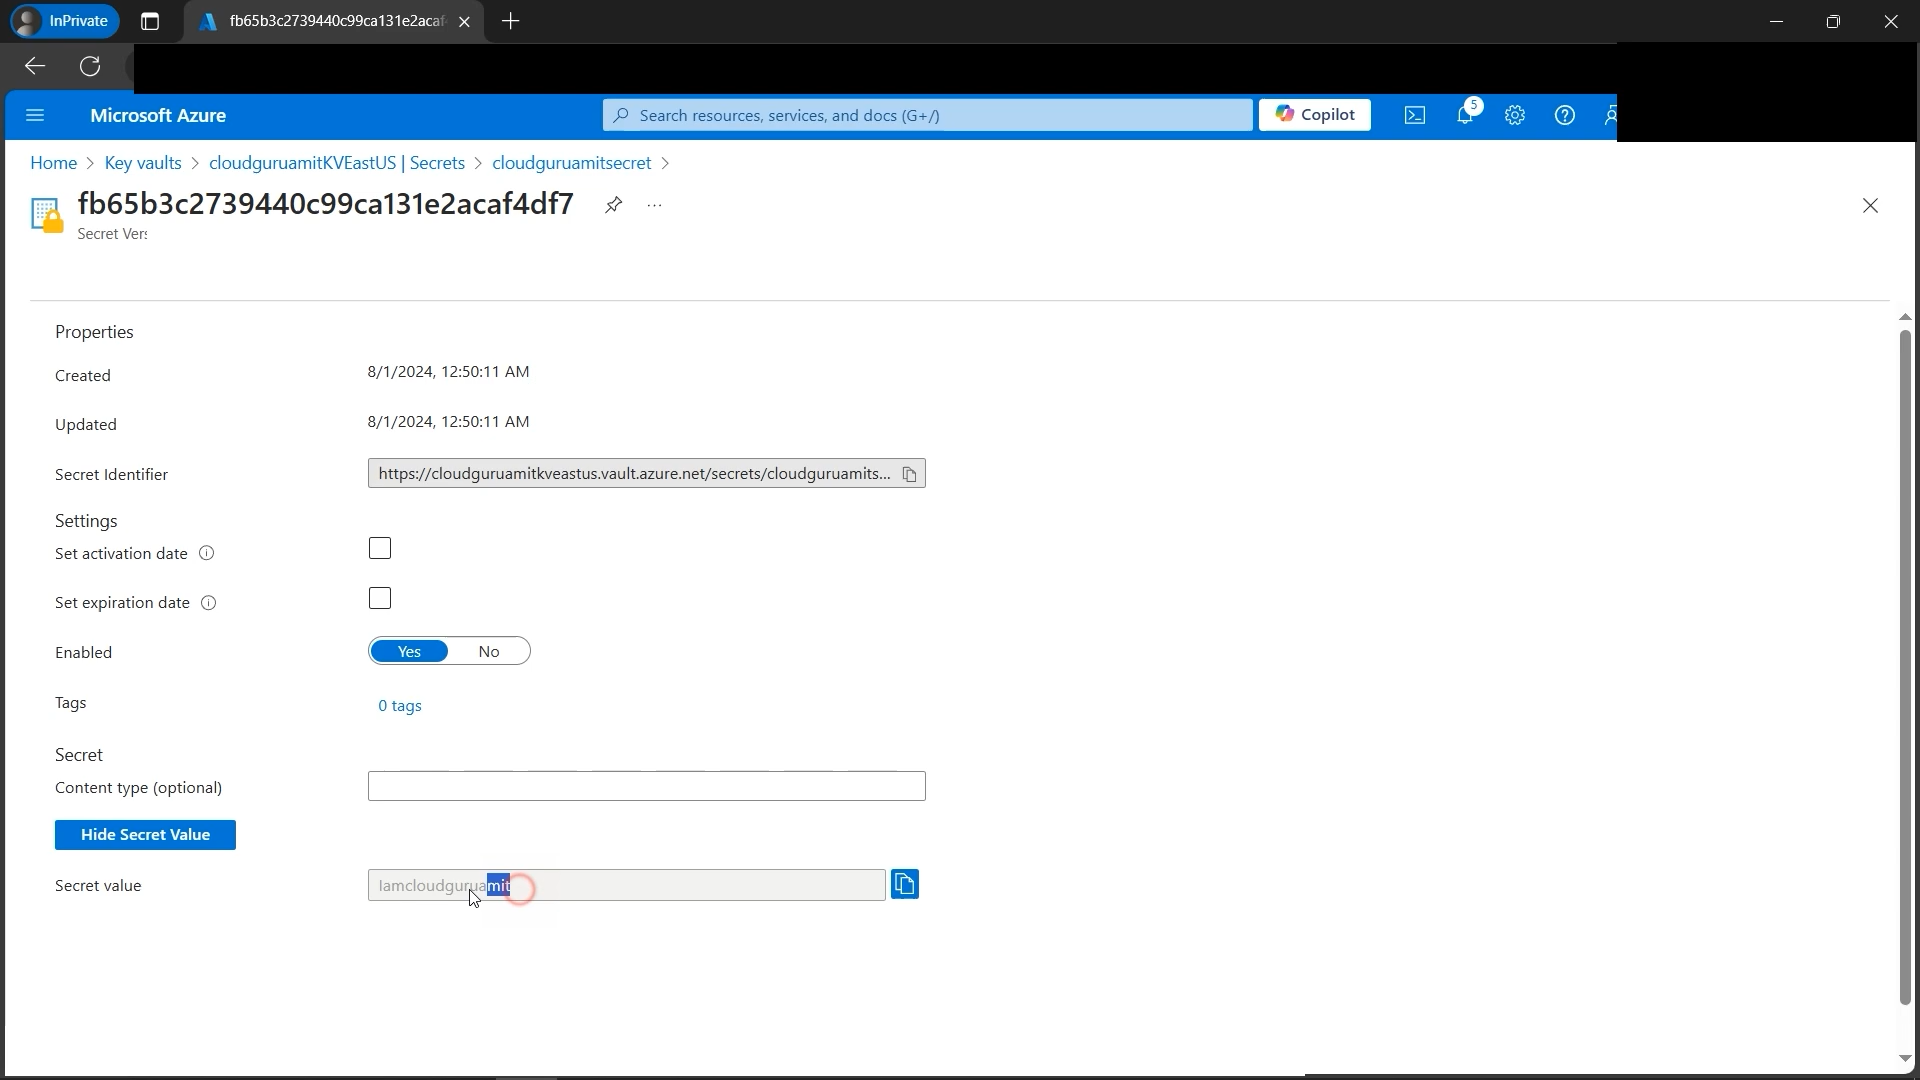 InPrivate
fb65b3c2739440c99ca131e2acaf
Microsoft Azure
Search resources, services, and docs (G+/)
Copilot
5
Home > Key vaults > cloudguruamitKVEastUS | Secrets > cloudguruamitsecret >
fb65b3c2739440c99ca131e2acaf4df7
Secret Vers
Properties
Created
8/1/2024, 12:50:11 AM
Updated
8/1/2024, 12:50:11 AM
Secret Identifier
https://cloudguruamitkveastus.vault.azure.net/secrets/cloudguruamits...
Settings
Set activation date
Set expiration date
Enabled
Yes No
Tags
0 tags
Secret
Content type (optional)
Hide Secret Value
Secret value
Iamcloudguruamit